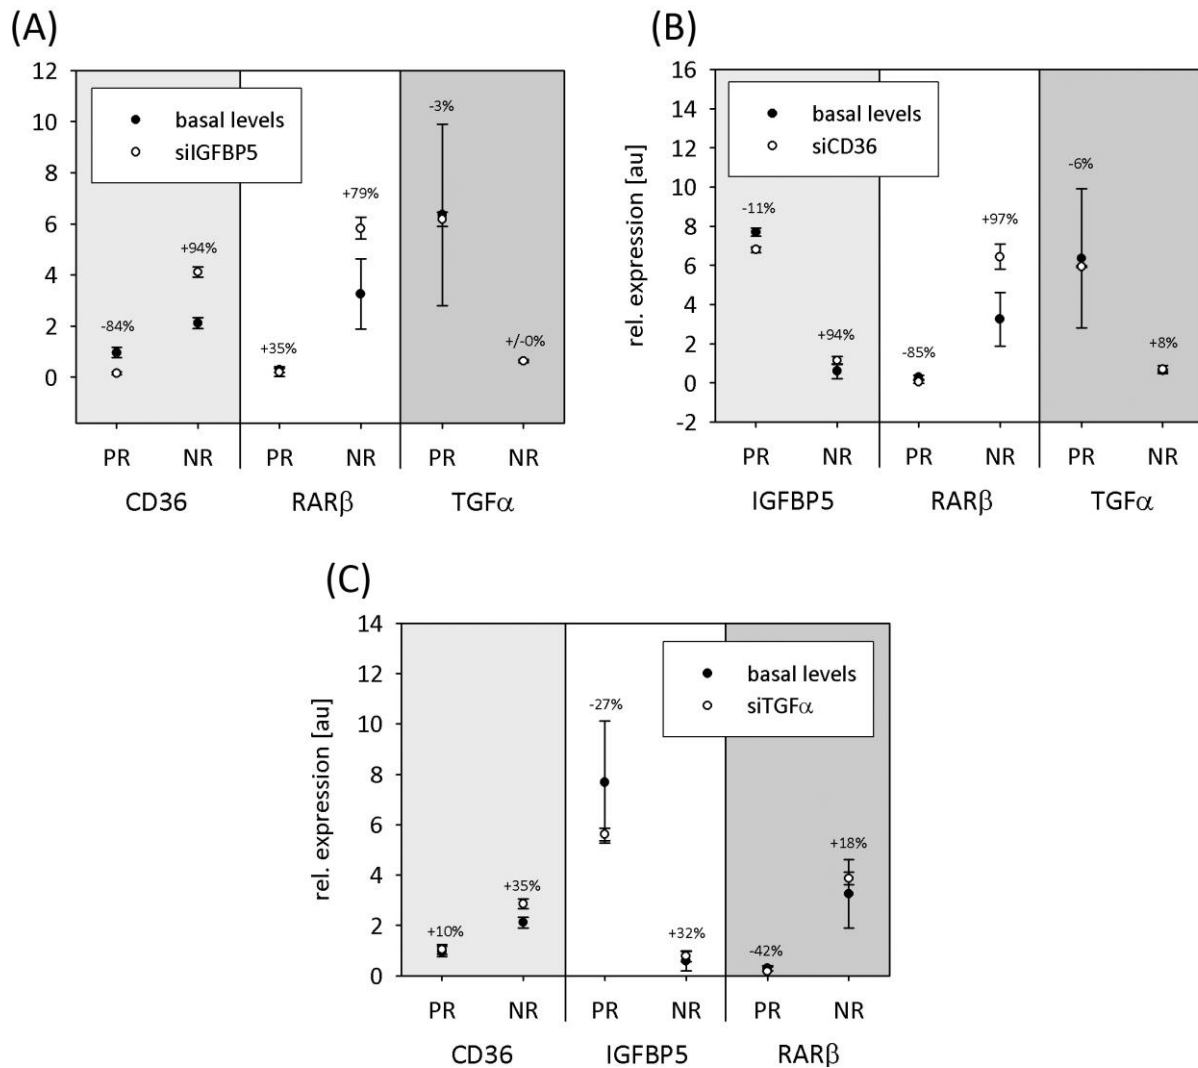 (A)
12
10
8
6
4
2
0
basal levels
siIGFBP5
-84%
+94%
+35%
+79%
-3%
+/-0%
PR NR PR NR PR NR
CD36 RARβ TGFα
(B)
rel. expression [au]
16
14
12
10
8
6
4
2
0
-2
basal levels
siCD36
-11%
+94%
-85%
+97%
-6%
+8%
PR NR PR NR PR NR
IGFBP5 RARβ TGFα
(C)
rel. expression [au]
14
12
10
8
6
4
2
0
basal levels
siTGFα
+10%
+35%
-27%
+32%
-42%
+18%
PR NR PR NR PR NR
CD36 IGFBP5 RARβ